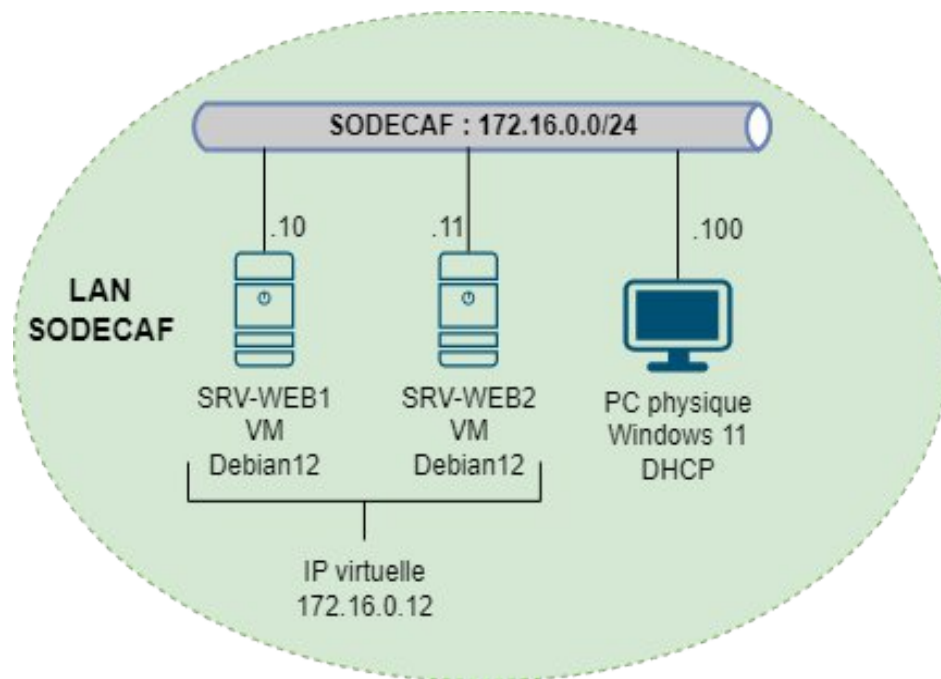 SODECAF : 172.16.0.0/24
.10
.11
.100
LAN
SODECAF
SRV-WEB1
VM
Debian12
SRV-WEB2
VM
Debian12
PC physique
Windows 11
DHCP
IP virtuelle
172.16.0.12